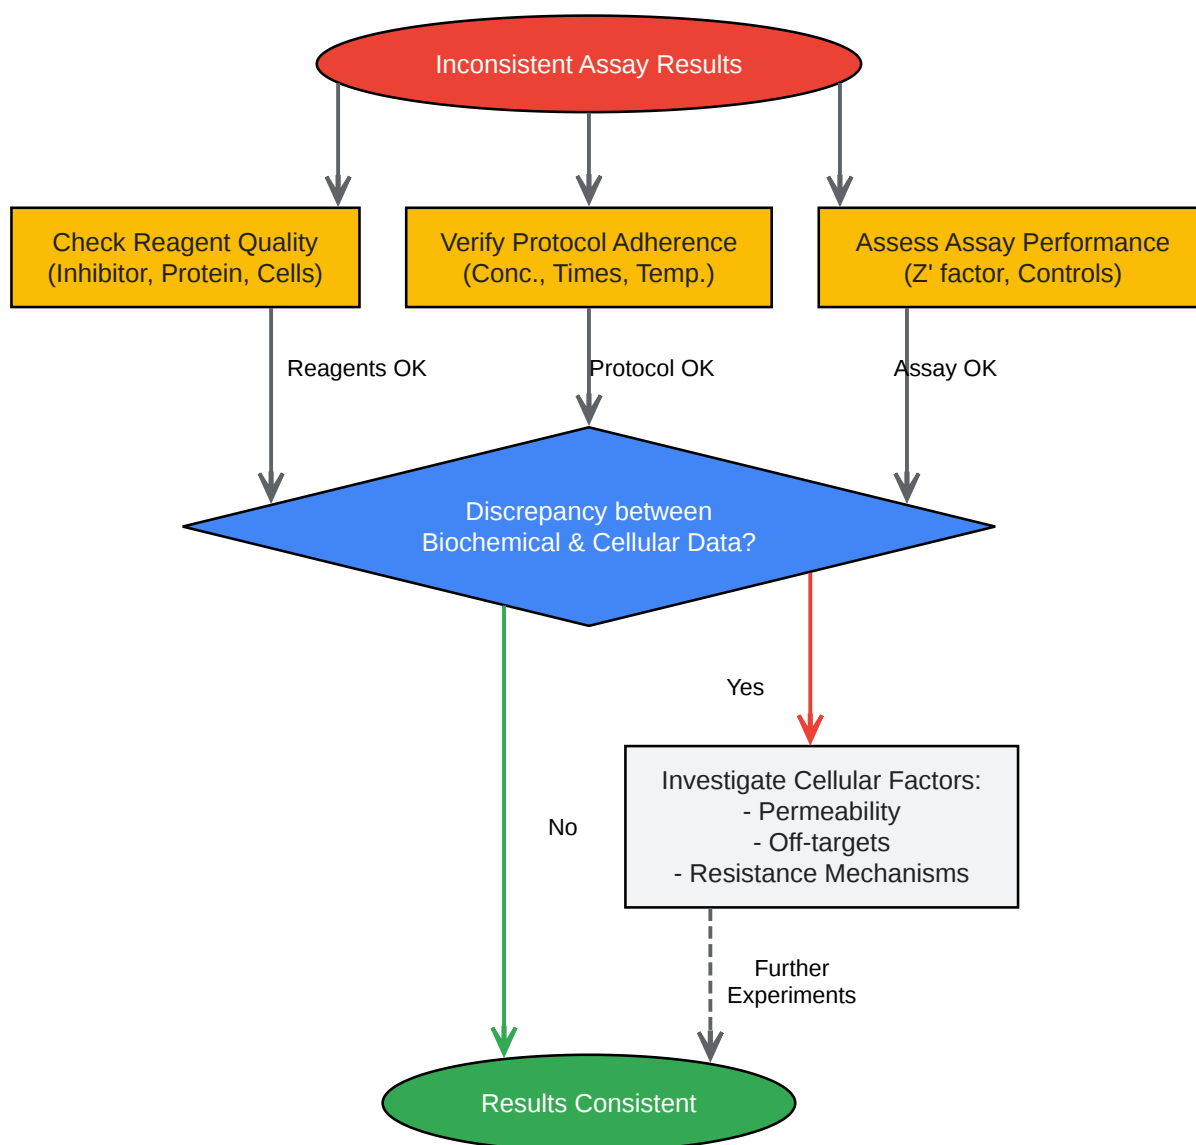 Inconsistent Assay Results
Check Reagent Quality
(Inhibitor, Protein, Cells)
Verify Protocol Adherence
(Conc., Times, Temp.)
Assess Assay Performance
(Z' factor, Controls)
Reagents OK
Protocol OK
Assay OK
Discrepancy between
Biochemical & Cellular Data?
Yes
Investigate Cellular Factors:
- Permeability
- Off-targets
- Resistance Mechanisms
No
Further
Experiments
Results Consistent